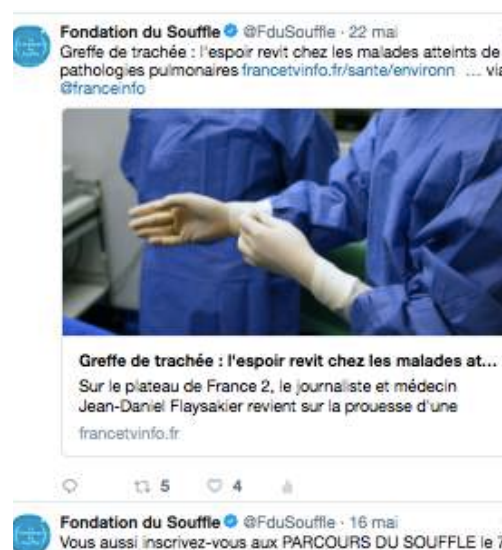 Fondation du Souffle @FduSouffle · 22 mai
Greffe de trachée : l'espoir revit chez les malades atteints de
pathologies pulmonaires francetvinfo.fr/sante/environn … via
@franceinfo
Greffe de trachée : l'espoir revit chez les malades at...
Sur le plateau de France 2, le journaliste et médecin
Jean-Daniel Flaysakier revient sur la prouesse d'une
francetvinfo.fr
5 4
Fondation du Souffle @FduSouffle · 16 mai
Vous aussi inscrivez-vous aux PARCOURS DU SOUFFLE le